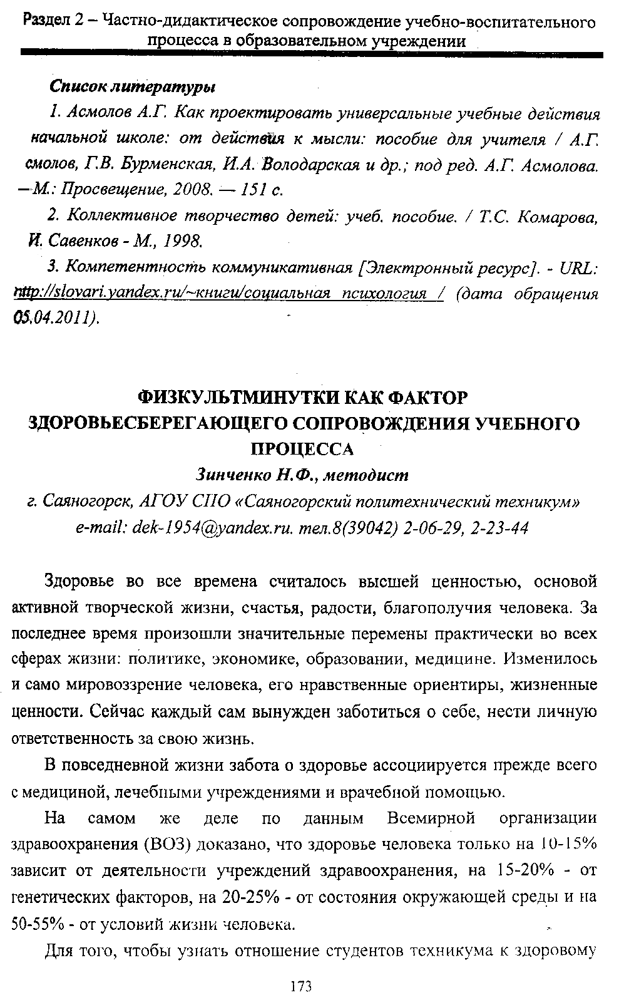 Раздел 2 – Частно-дидактическое сопровождение учебно-воспитательного
процесса в образовательном учреждении
Список литературы
1. Асмолов А.Г. Как проектировать универсальные учебные действия
начальной школе: от действия к мысли: пособие для учителя / А.Г.
смолов, Г.В. Бурменская, И.А. Володарская и др.; под ред. А.Г. Асмолова.
—М.: Просвещение, 2008. — 151 с.
2. Коллективное творчество детей: учеб. пособие. / Т.С. Комарова,
И. Савенков - М., 1998.
3. Компетентность коммуникативная [Электронный ресурс]. - URL:
http://slovari.yandex.ru/~книги/социальная психология / (дата обращения
05.04.2011).
ФИЗКУЛЬТМИНУТКИ КАК ФАКТОР
ЗДОРОВЬЕСБЕРЕГАЮЩЕГО СОПРОВОЖДЕНИЯ УЧЕБНОГО
ПРОЦЕССА
Зинченко Н.Ф., методист
г. Саяногорск, АГОУ СПО «Саяногорский политехнический техникум»
e-mail: dek-1954@yandex.ru. тел.8(39042) 2-06-29, 2-23-44
Здоровье во все времена считалось высшей ценностью, основой
активной творческой жизни, счастья, радости, благополучия человека. За
последнее время произошли значительные перемены практически во всех
сферах жизни: политике, экономике, образовании, медицине. Изменилось
и само мировоззрение человека, его нравственные ориентиры, жизненные
ценности. Сейчас каждый сам вынужден заботиться о себе, нести личную
ответственность за свою жизнь.
В повседневной жизни забота о здоровье ассоциируется прежде всего
с медициной, лечебными учреждениями и врачебной помощью.
На самом же деле по данным Всемирной организации
здравоохранения (ВОЗ) доказано, что здоровье человека только на 10-15%
зависит от деятельности учреждений здравоохранения, на 15-20% - от
генетических факторов, на 20-25% - от состояния окружающей среды и на
50-55% - от условий жизни человека.
Для того, чтобы узнать отношение студентов техникума к здоровому
173